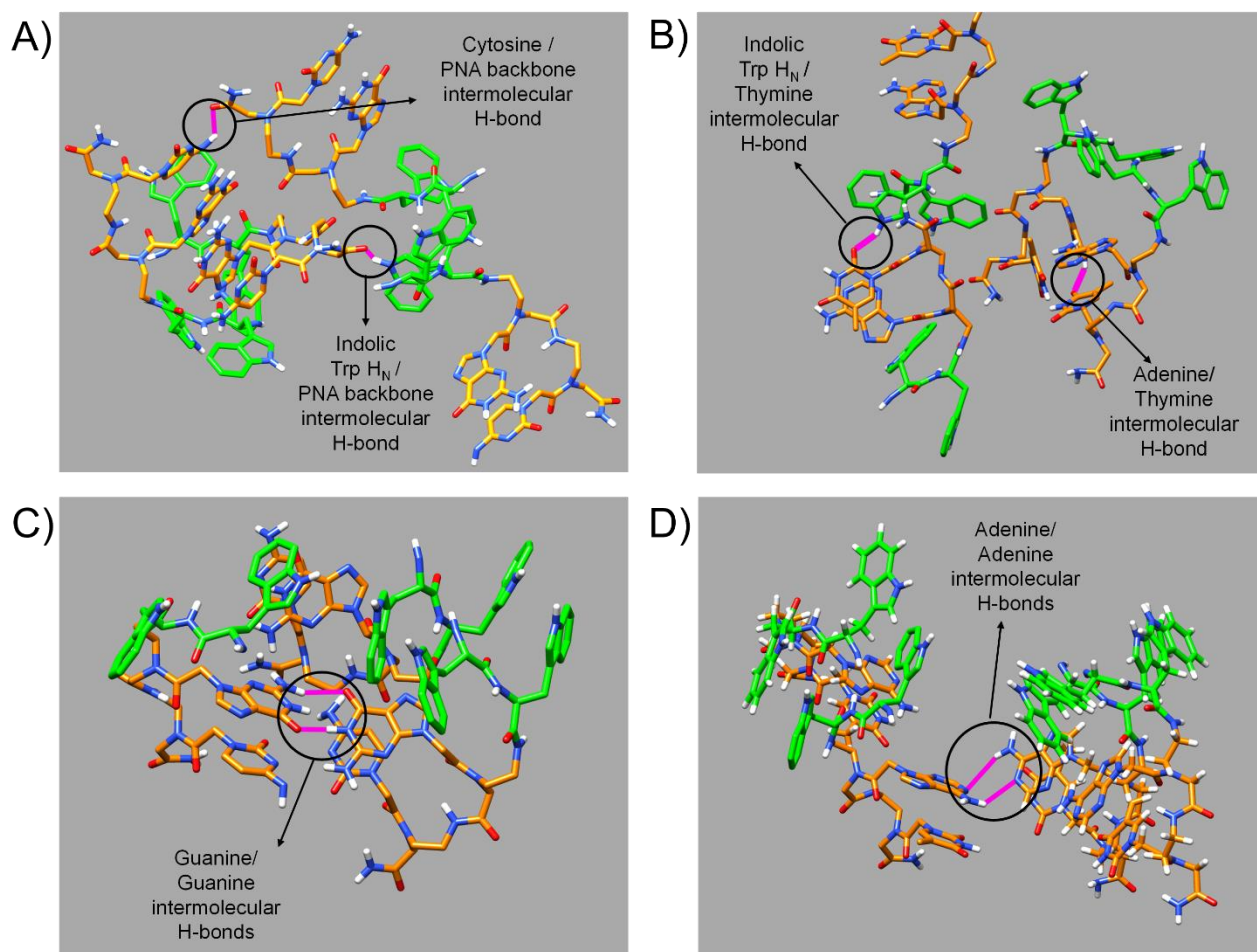 A)
Cytosine /
PNA backbone
intermolecular
H-bond
Indolic
Trp HN /
PNA backbone
intermolecular
H-bond
B)
Indolic
Trp HN /
Thymine
intermolecular
H-bond
Adenine/
Thymine
intermolecular
H-bond
C)
Guanine/
Guanine
intermolecular
H-bonds
D)
Adenine/
Adenine
intermolecular
H-bonds